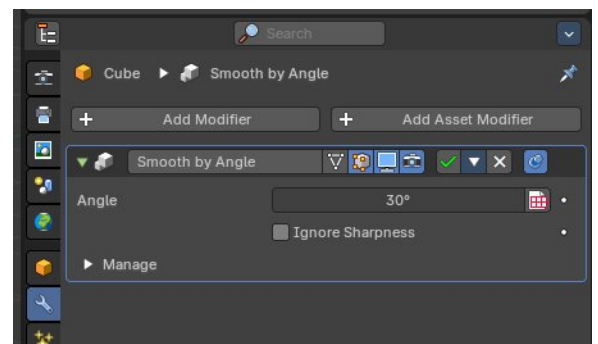 Search
Cube Smooth by Angle
Add Modifier Add Asset Modifier
Smooth by Angle
Angle 30°
Ignore Sharpness
Manage